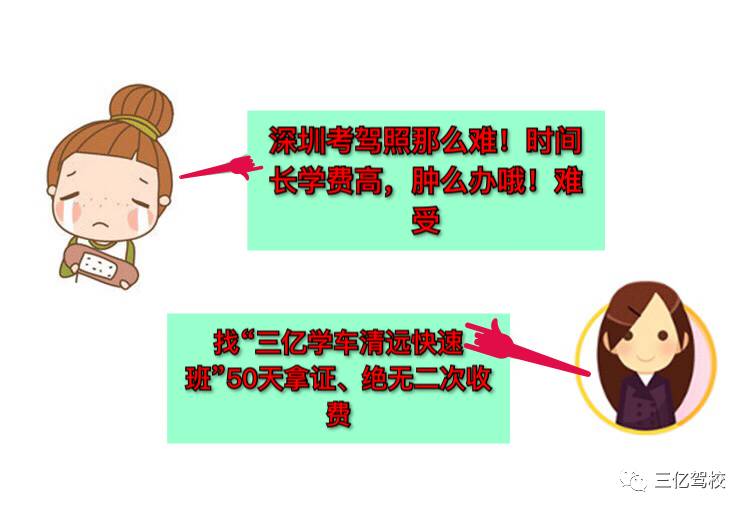 深圳考驾照那么难！时间
长学费高，肿么办哦！难
受
找“三亿学车清远快速
班”50天拿证、绝无二次收
费
三亿驾校